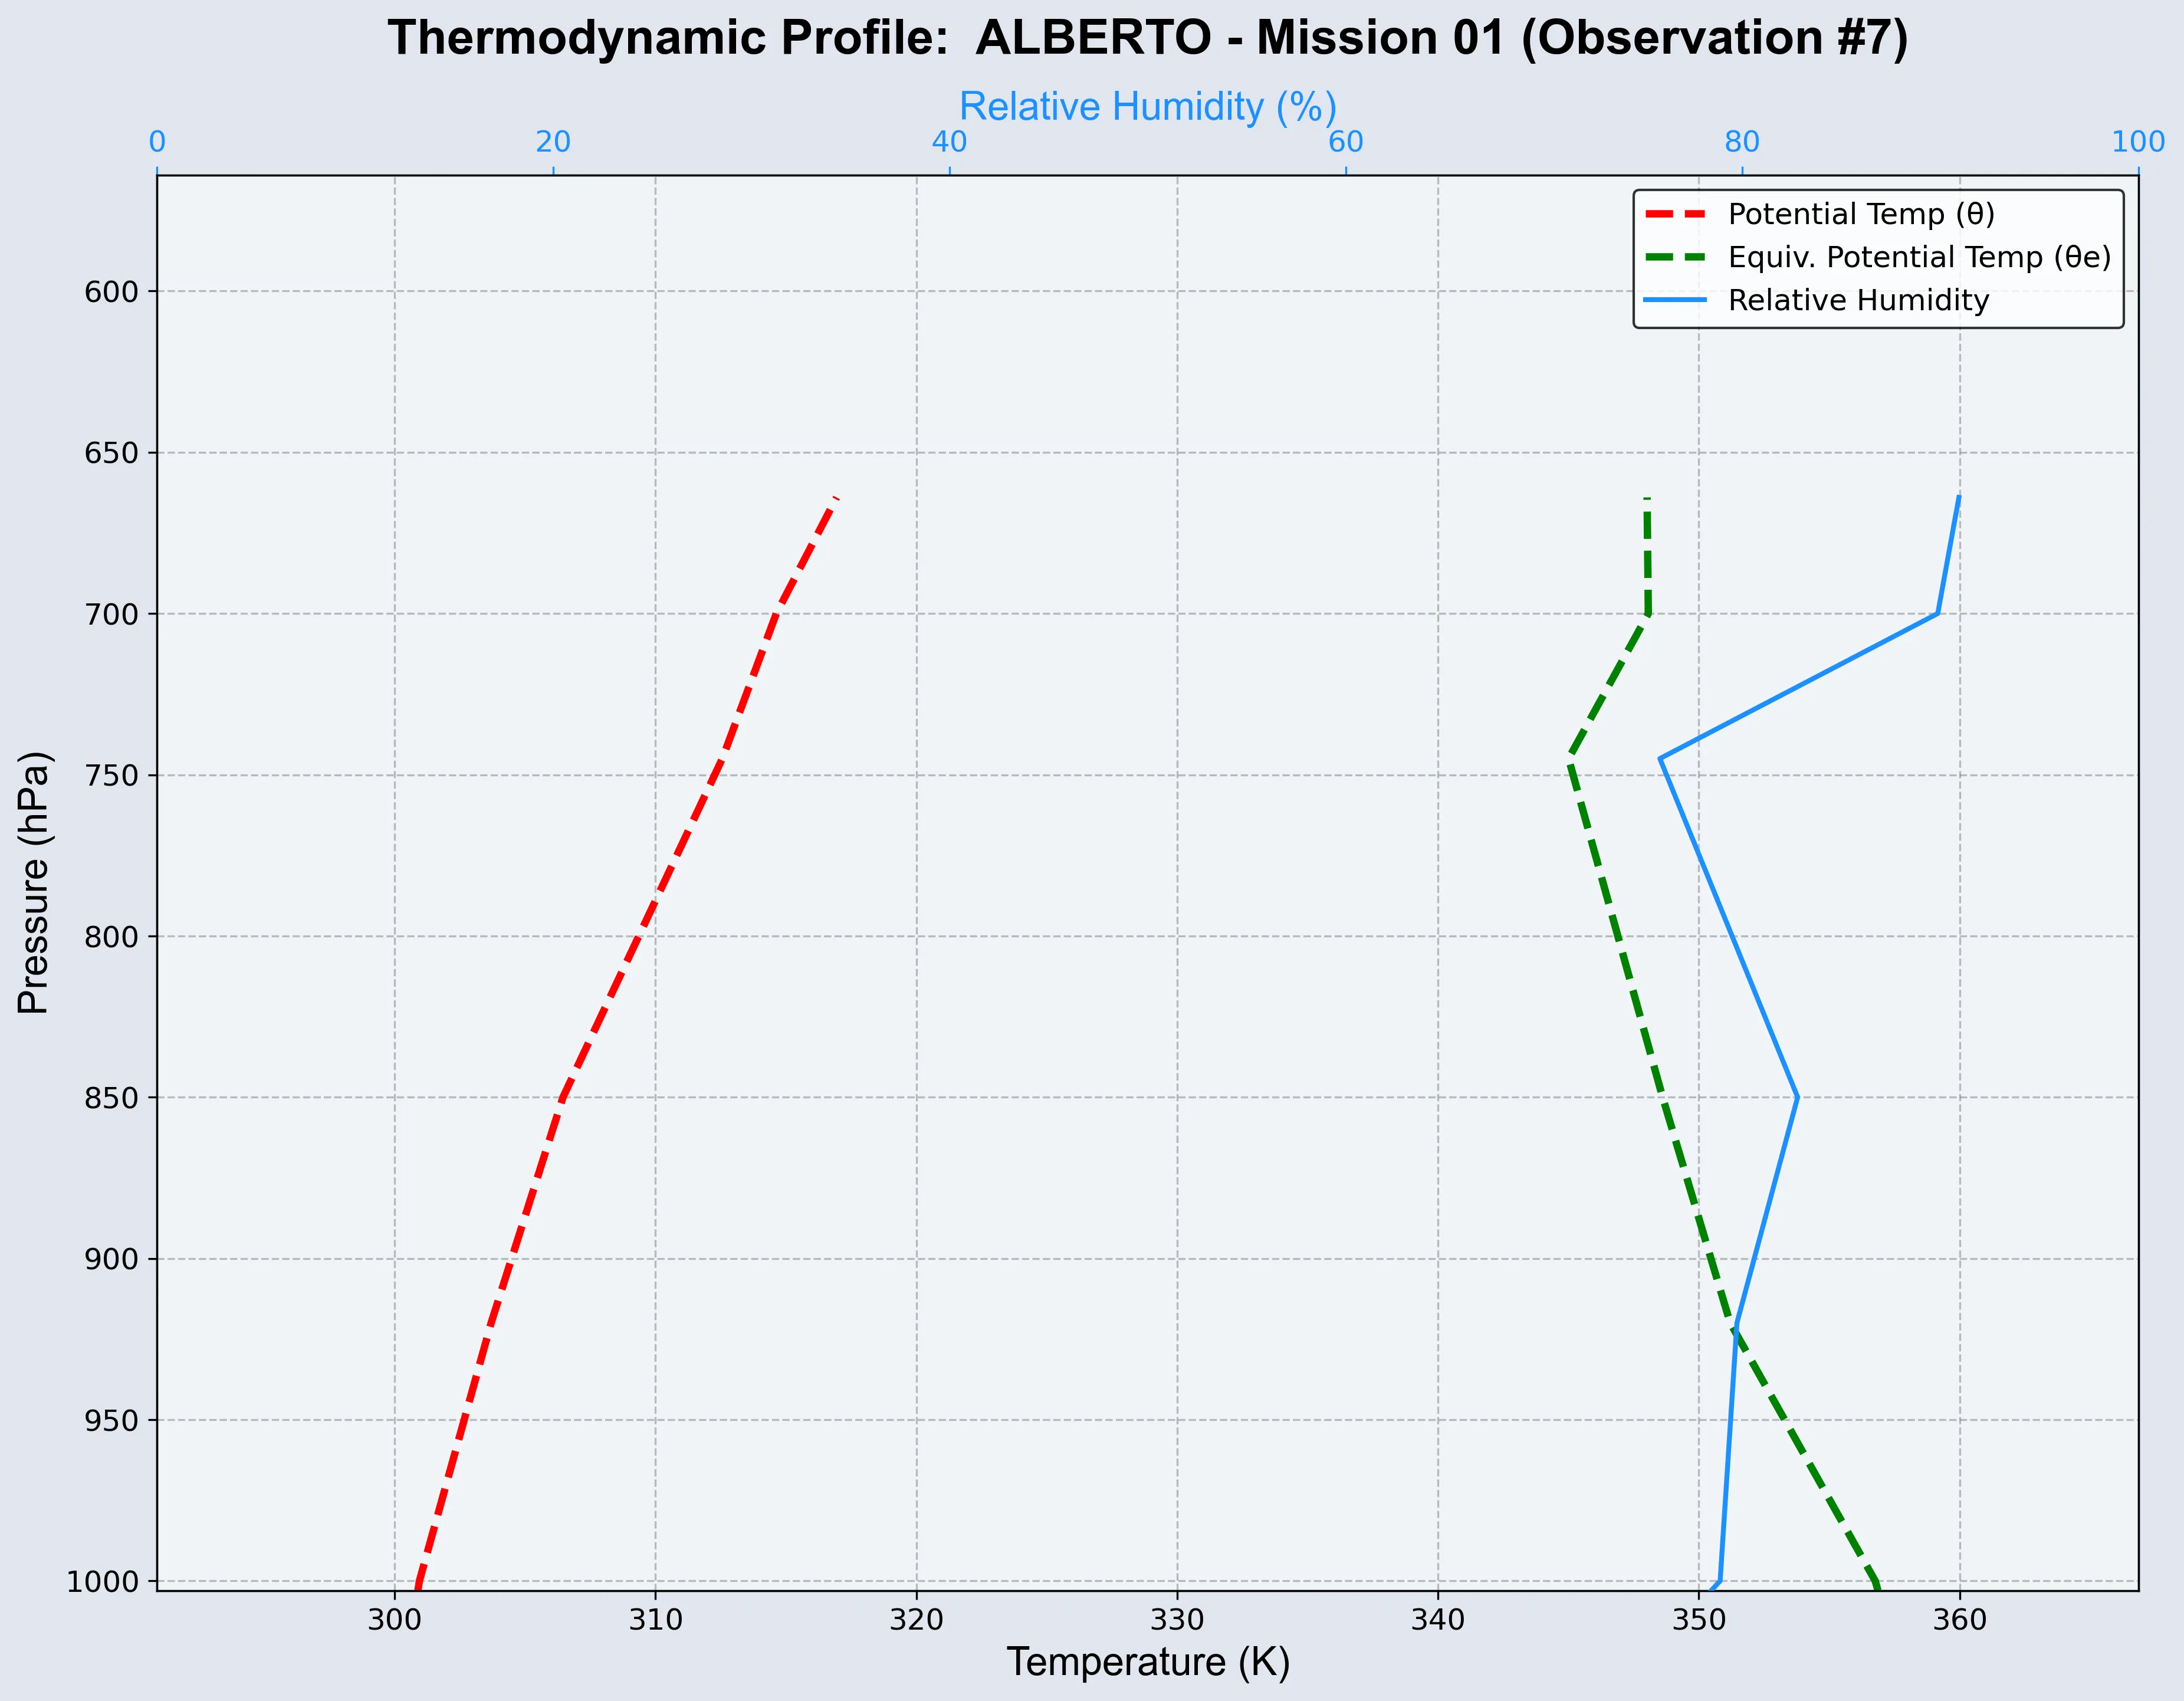 Thermodynamic Profile:  ALBERTO - Mission 01 (Observation #7)
Relative Humidity (%)
0 20 40 60 80 100
Potential Temp (θ)
Equiv. Potential Temp (θe)
Relative Humidity
600
650
700
750
800
850
900
950
1000
Pressure (hPa)
300 310 320 330 340 350 360
Temperature (K)